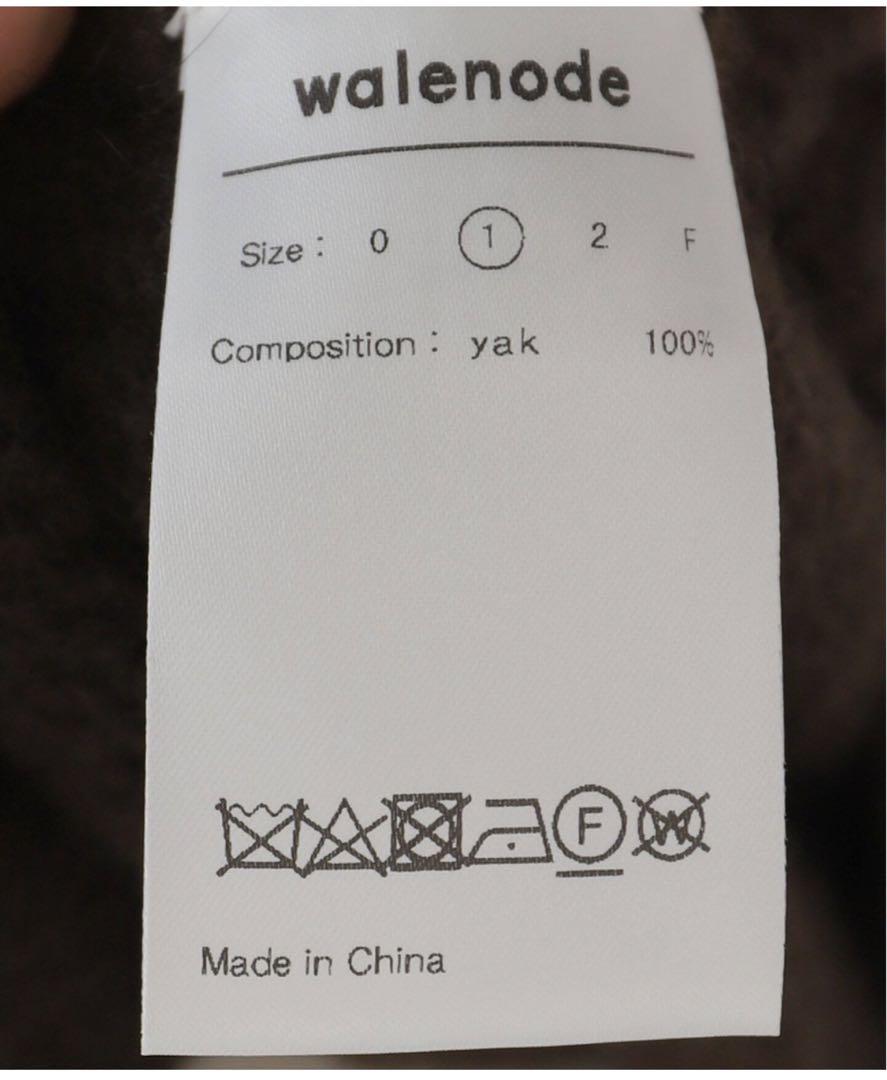 walenode
Size : 0 1 2 F
Composition : yak 100%
F W
Made in China